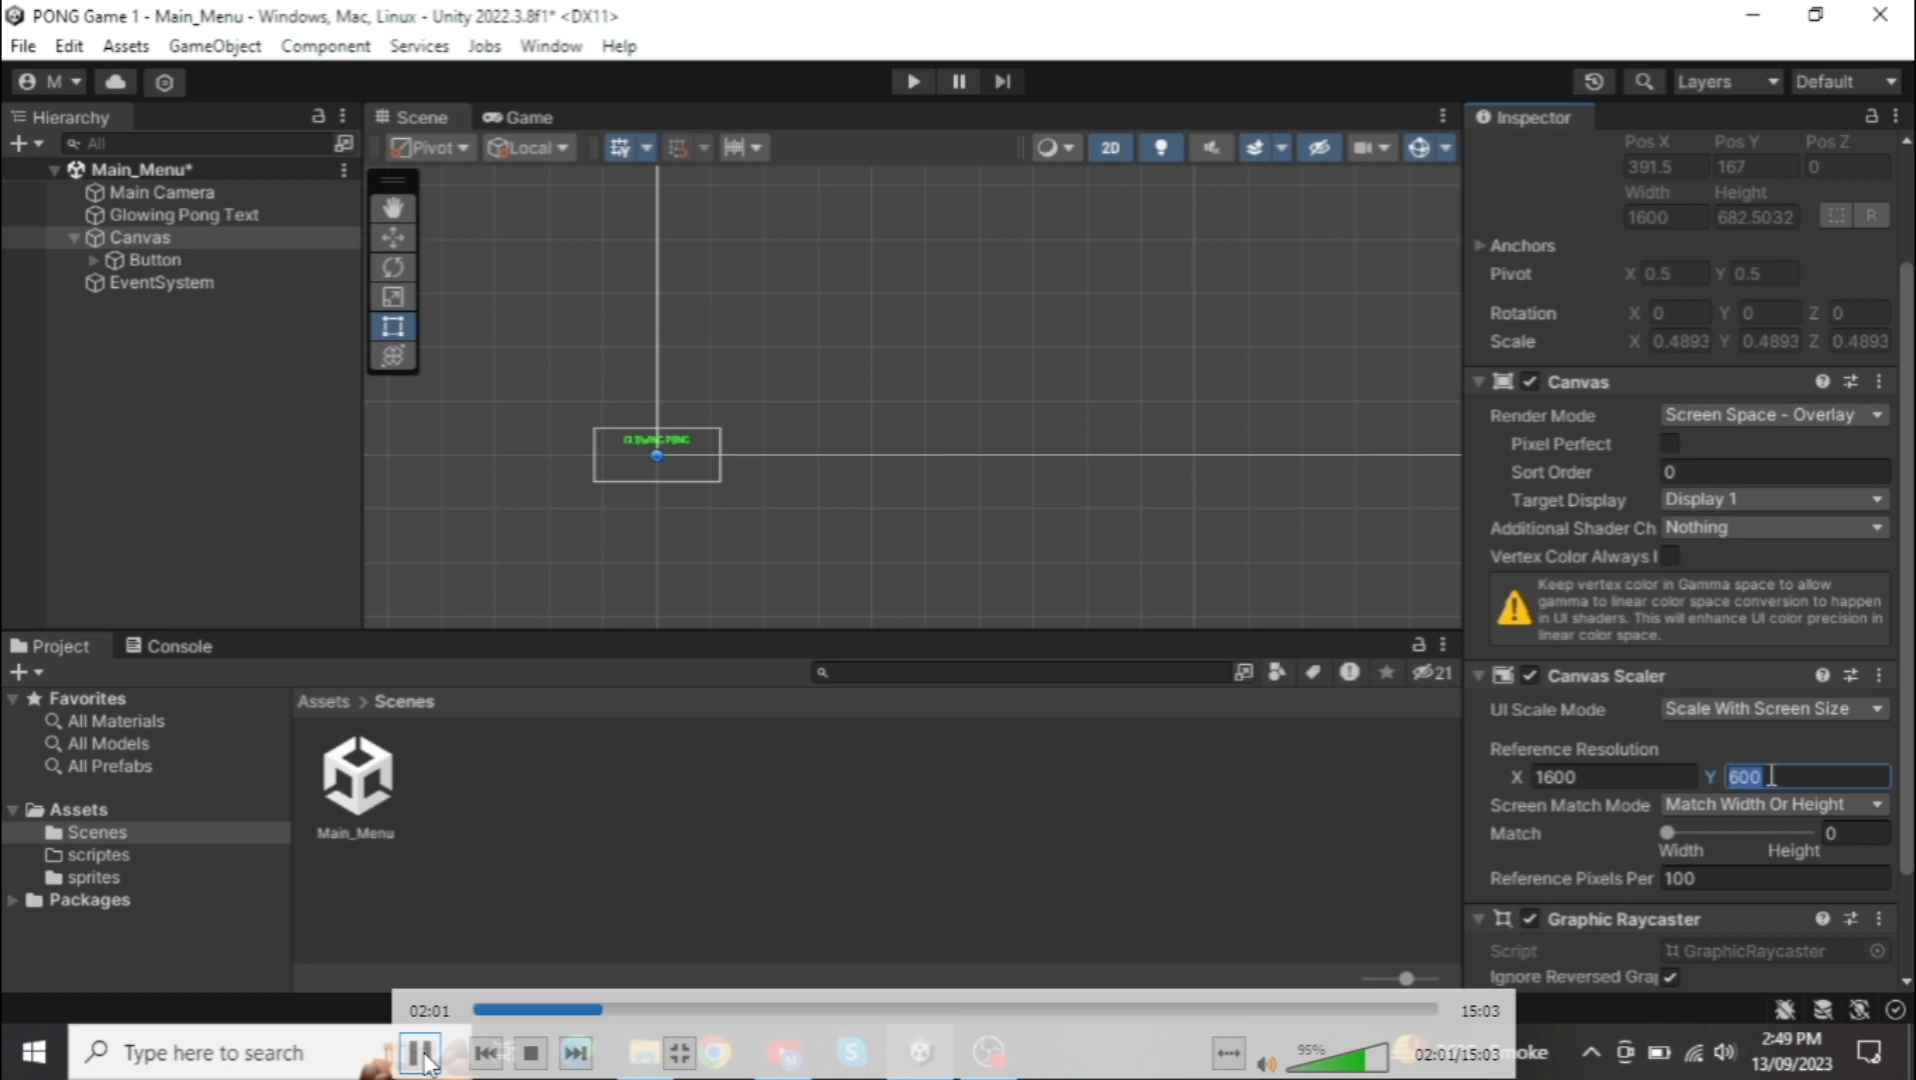 PONG Game 1 - Main_Menu - Windows, Mac, Linux - Unity 2022.3.8f1* <DX11>
File Edit Assets GameObject Component Services Jobs Window Help
M Layers Default
Hierarchy
All
Main_Menu*
Main Camera
Glowing Pong Text
Canvas
Button
EventSystem
Scene Game
Pivot Local 2D
GLOWING PONG
Inspector
Pos X Pos Y Pos Z
391.5 167 0
Width Height
1600 682.5032 R
Anchors
Pivot X 0.5 Y 0.5
Rotation X 0 Y 0 Z 0
Scale X 0.4893 Y 0.4893 Z 0.4893
Canvas
Render Mode Screen Space - Overlay
Pixel Perfect
Sort Order 0
Target Display Display 1
Additional Shader Ch Nothing
Vertex Color Always I
Keep vertex color in Gamma space to allow
gamma to linear color space conversion to happen
in UI shaders. This will enhance UI color precision in
linear color space.
Canvas Scaler
UI Scale Mode Scale With Screen Size
Reference Resolution
X 1600 Y 600
Screen Match Mode Match Width Or Height
Match 0
Width Height
Reference Pixels Per 100
Graphic Raycaster
Script GraphicRaycaster
Ignore Reversed Grap
Project Console
21
Favorites
All Materials
All Models
All Prefabs
Assets
Scenes
scriptes
sprites
Packages
Assets > Scenes
Main_Menu
02:01 15:03
Type here to search
95%
02:01/15:03
moke
2:49 PM
13/09/2023